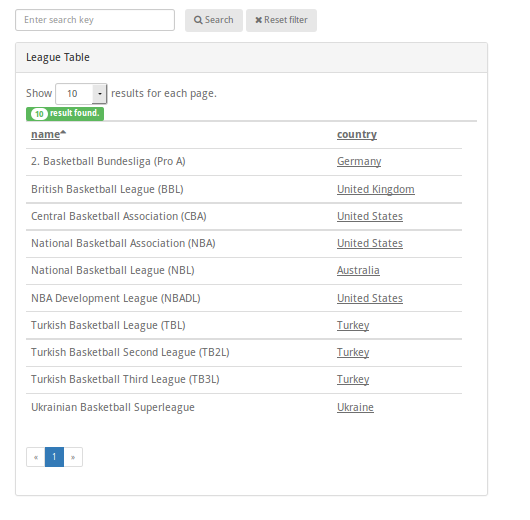 Enter search key Search Reset filter
League Table
Show 10 results for each page.
10 result found.
name country
2. Basketball Bundesliga (Pro A) Germany
British Basketball League (BBL) United Kingdom
Central Basketball Association (CBA) United States
National Basketball Association (NBA) United States
National Basketball League (NBL) Australia
NBA Development League (NBADL) United States
Turkish Basketball League (TBL) Turkey
Turkish Basketball Second League (TB2L) Turkey
Turkish Basketball Third League (TB3L) Turkey
Ukrainian Basketball Superleague Ukraine
« 1 »